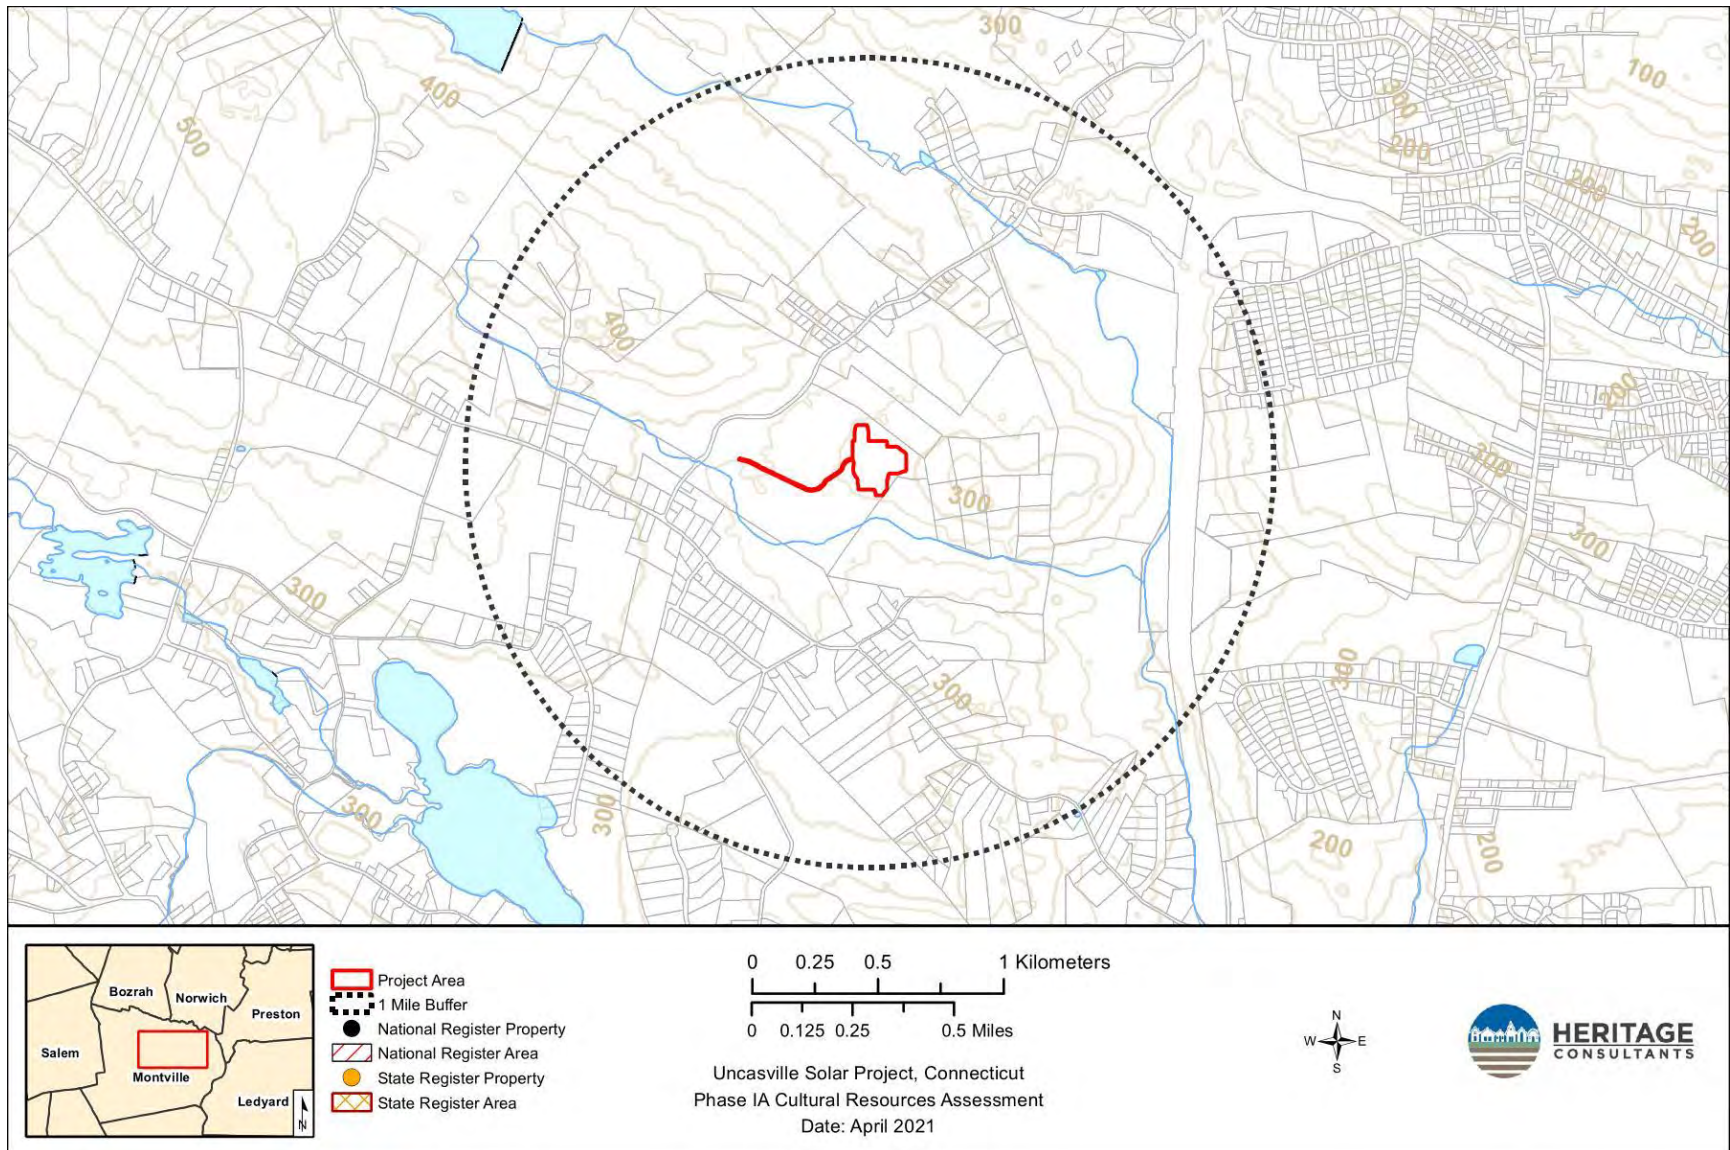 300
100
400
300
500
200
200
200
400
200
300
300
300
300
300
300
300
300
200
200
Bozrah
Norwich
Preston
Salem
Montville
Ledyard
N
Project Area
1 Mile Buffer
National Register Property
National Register Area
State Register Property
State Register Area
0 0.25 0.5 1 Kilometers
0 0.125 0.25 0.5 Miles
Uncasville Solar Project, Connecticut
Phase IA Cultural Resources Assessment
Date: April 2021
N
W E
S
HERITAGE
CONSULTANTS